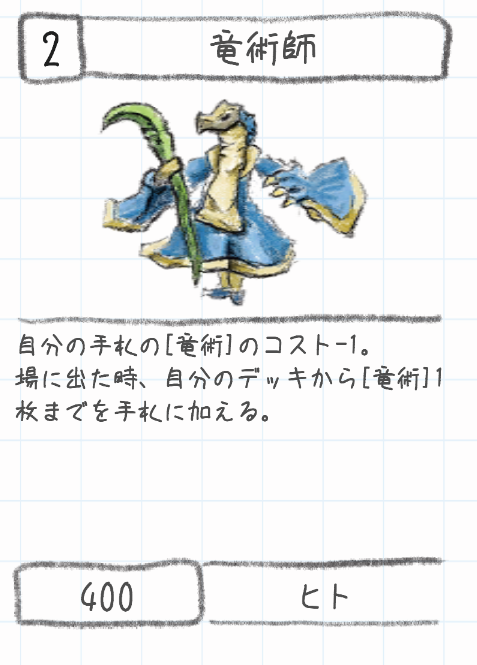 2
竜術師
自分の手札の[竜術]のコスト-1。
場に出た時、自分のデッキから[竜術]1
枚までを手札に加える。
400
ヒト